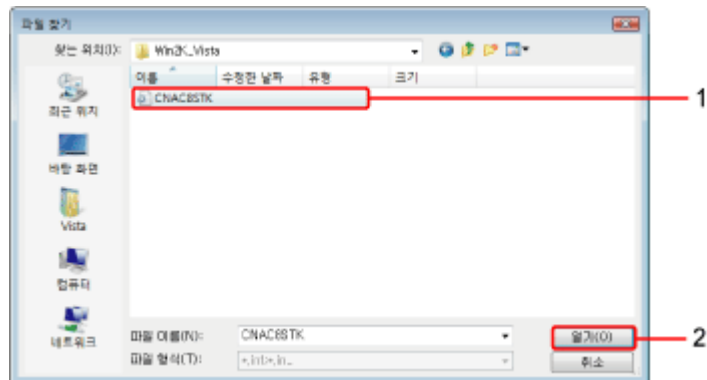 파일 찾기
찾는 위치(I): Win2K_Vista
이름 수정한 날짜 유형 크기
CNAC8STK
1
최근 위치
바탕 화면
Vista
컴퓨터
네트워크
파일 이름(N): CNAC8STK
열기(O)
2
파일 형식(T):
취소